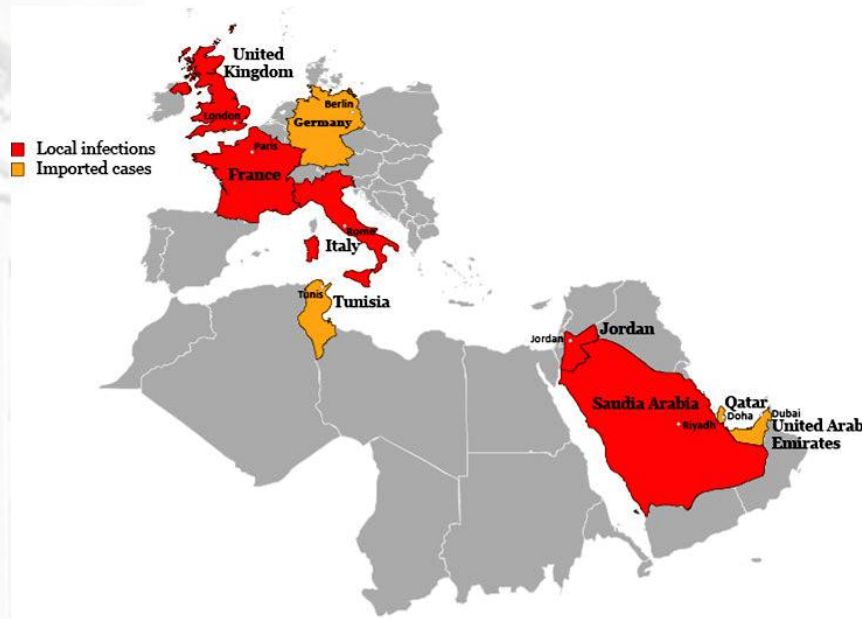 United
Kingdom
London
Berlin
Germany
Local infections
Imported cases
Paris
France
Rome
Italy
Tunis
Tunisia
Jordan
Jordan
Saudi Arabia
Riyadh
Qatar
Doha
Dubai
United Arab
Emirates